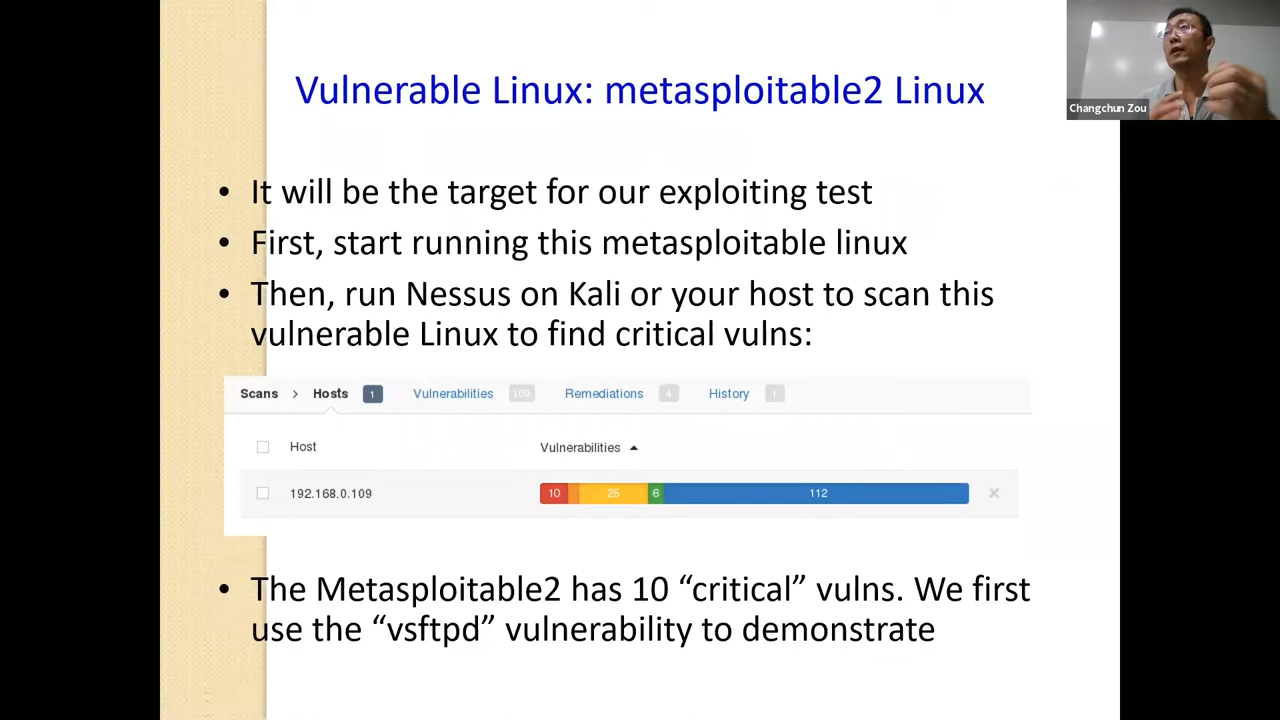 Vulnerable Linux: metasploitable2 Linux
Changchun Zou
• It will be the target for our exploiting test
• First, start running this metasploitable linux
• Then, run Nessus on Kali or your host to scan this
vulnerable Linux to find critical vulns:
Scans > Hosts 1 Vulnerabilities 109 Remediations 4 History 1
Host Vulnerabilities
192.168.0.109 10 25 6 112
• The Metasploitable2 has 10 “critical” vulns. We first
use the “vsftpd” vulnerability to demonstrate